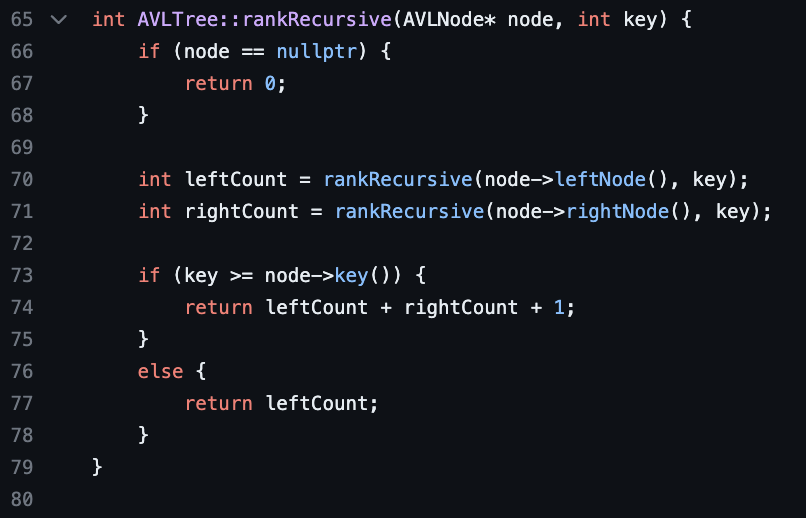 65 int AVLTree::rankRecursive(AVLNode* node, int key) {
66     if (node == nullptr) {
67         return 0;
68     }
69
70     int leftCount = rankRecursive(node->leftNode(), key);
71     int rightCount = rankRecursive(node->rightNode(), key);
72
73     if (key >= node->key()) {
74         return leftCount + rightCount + 1;
75     }
76     else {
77         return leftCount;
78     }
79 }
80